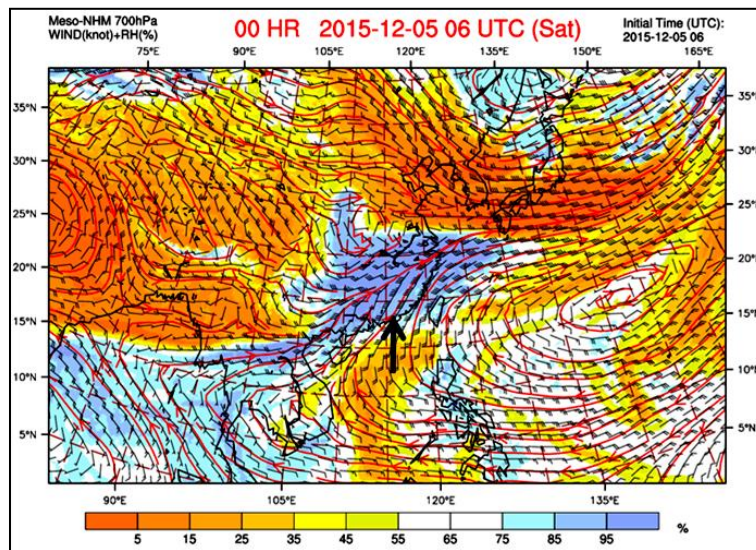 Meso-NHM 700hPa
WIND(knot)+RH(%)
00 HR 2015-12-05 06 UTC (Sat)
Initial Time (UTC):
2015-12-05 06
75°E 90°E 105°E 120°E 135°E 150°E 165°E
35°N 35°N
30°N 30°N
25°N 25°N
20°N 20°N
15°N 15°N
10°N 10°N
5°N 5°N
90°E 105°E 120°E 135°E
5 15 25 35 45 55 65 75 85 95 %